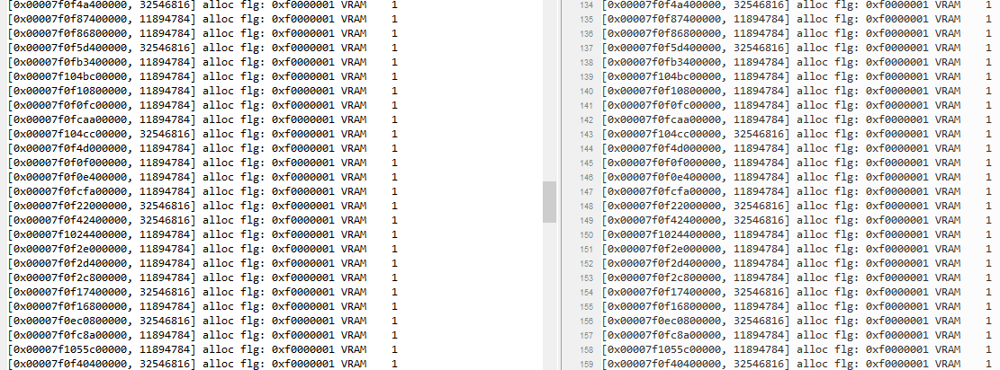 [0x00007f0f4a400000, 32546816] alloc flg: 0xf0000001 VRAM 1
[0x00007f0f87400000, 11894784] alloc flg: 0xf0000001 VRAM 1
[0x00007f0f86800000, 11894784] alloc flg: 0xf0000001 VRAM 1
[0x00007f0f5d400000, 32546816] alloc flg: 0xf0000001 VRAM 1
[0x00007f0fb3400000, 11894784] alloc flg: 0xf0000001 VRAM 1
[0x00007f104bc00000, 11894784] alloc flg: 0xf0000001 VRAM 1
[0x00007f0f10800000, 11894784] alloc flg: 0xf0000001 VRAM 1
[0x00007f0f0fc00000, 11894784] alloc flg: 0xf0000001 VRAM 1
[0x00007f0fcaa00000, 11894784] alloc flg: 0xf0000001 VRAM 1
[0x00007f104cc00000, 32546816] alloc flg: 0xf0000001 VRAM 1
[0x00007f0f4d000000, 11894784] alloc flg: 0xf0000001 VRAM 1
[0x00007f0f0f000000, 11894784] alloc flg: 0xf0000001 VRAM 1
[0x00007f0f0e400000, 11894784] alloc flg: 0xf0000001 VRAM 1
[0x00007f0fcfa00000, 11894784] alloc flg: 0xf0000001 VRAM 1
[0x00007f0f22000000, 32546816] alloc flg: 0xf0000001 VRAM 1
[0x00007f0f42400000, 32546816] alloc flg: 0xf0000001 VRAM 1
[0x00007f1024400000, 11894784] alloc flg: 0xf0000001 VRAM 1
[0x00007f0f2e000000, 11894784] alloc flg: 0xf0000001 VRAM 1
[0x00007f0f2d400000, 11894784] alloc flg: 0xf0000001 VRAM 1
[0x00007f0f2c800000, 11894784] alloc flg: 0xf0000001 VRAM 1
[0x00007f0f17400000, 32546816] alloc flg: 0xf0000001 VRAM 1
[0x00007f0f16800000, 11894784] alloc flg: 0xf0000001 VRAM 1
[0x00007f0ec0800000, 32546816] alloc flg: 0xf0000001 VRAM 1
[0x00007f0fc8a00000, 11894784] alloc flg: 0xf0000001 VRAM 1
[0x00007f1055c00000, 11894784] alloc flg: 0xf0000001 VRAM 1
[0x00007f0f40400000, 32546816] alloc flg: 0xf0000001 VRAM 1
134 [0x00007f0f4a400000, 32546816] alloc flg: 0xf0000001 VRAM 1
135 [0x00007f0f87400000, 11894784] alloc flg: 0xf0000001 VRAM 1
136 [0x00007f0f86800000, 11894784] alloc flg: 0xf0000001 VRAM 1
137 [0x00007f0f5d400000, 32546816] alloc flg: 0xf0000001 VRAM 1
138 [0x00007f0fb3400000, 11894784] alloc flg: 0xf0000001 VRAM 1
139 [0x00007f104bc00000, 11894784] alloc flg: 0xf0000001 VRAM 1
140 [0x00007f0f10800000, 11894784] alloc flg: 0xf0000001 VRAM 1
141 [0x00007f0f0fc00000, 11894784] alloc flg: 0xf0000001 VRAM 1
142 [0x00007f0fcaa00000, 11894784] alloc flg: 0xf0000001 VRAM 1
143 [0x00007f104cc00000, 32546816] alloc flg: 0xf0000001 VRAM 1
144 [0x00007f0f4d000000, 11894784] alloc flg: 0xf0000001 VRAM 1
145 [0x00007f0f0f000000, 11894784] alloc flg: 0xf0000001 VRAM 1
146 [0x00007f0f0e400000, 11894784] alloc flg: 0xf0000001 VRAM 1
147 [0x00007f0fcfa00000, 11894784] alloc flg: 0xf0000001 VRAM 1
148 [0x00007f0f22000000, 32546816] alloc flg: 0xf0000001 VRAM 1
149 [0x00007f0f42400000, 32546816] alloc flg: 0xf0000001 VRAM 1
150 [0x00007f1024400000, 11894784] alloc flg: 0xf0000001 VRAM 1
151 [0x00007f0f2e000000, 11894784] alloc flg: 0xf0000001 VRAM 1
152 [0x00007f0f2d400000, 11894784] alloc flg: 0xf0000001 VRAM 1
153 [0x00007f0f2c800000, 11894784] alloc flg: 0xf0000001 VRAM 1
154 [0x00007f0f17400000, 32546816] alloc flg: 0xf0000001 VRAM 1
155 [0x00007f0f16800000, 11894784] alloc flg: 0xf0000001 VRAM 1
156 [0x00007f0ec0800000, 32546816] alloc flg: 0xf0000001 VRAM 1
157 [0x00007f0fc8a00000, 11894784] alloc flg: 0xf0000001 VRAM 1
158 [0x00007f1055c00000, 11894784] alloc flg: 0xf0000001 VRAM 1
159 [0x00007f0f40400000, 32546816] alloc flg: 0xf0000001 VRAM 1